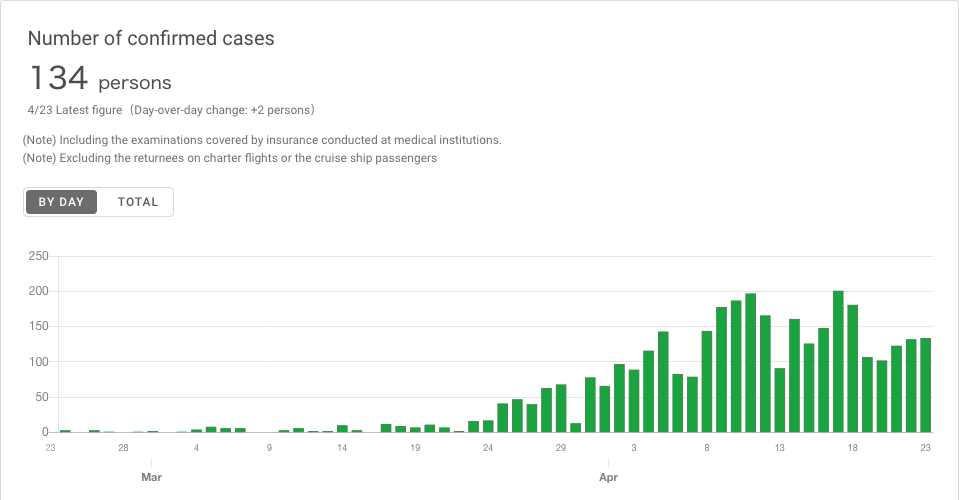 Number of confirmed cases
134 persons
4/23 Latest figure (Day-over-day change: +2 persons)
(Note) Including the examinations covered by insurance conducted at medical institutions.
(Note) Excluding the returnees on charter flights or the cruise ship passengers
BY DAY TOTAL
250
200
150
100
50
0
23 28 4 9 14 19 24 29 3 8 13 18 23
Mar Apr